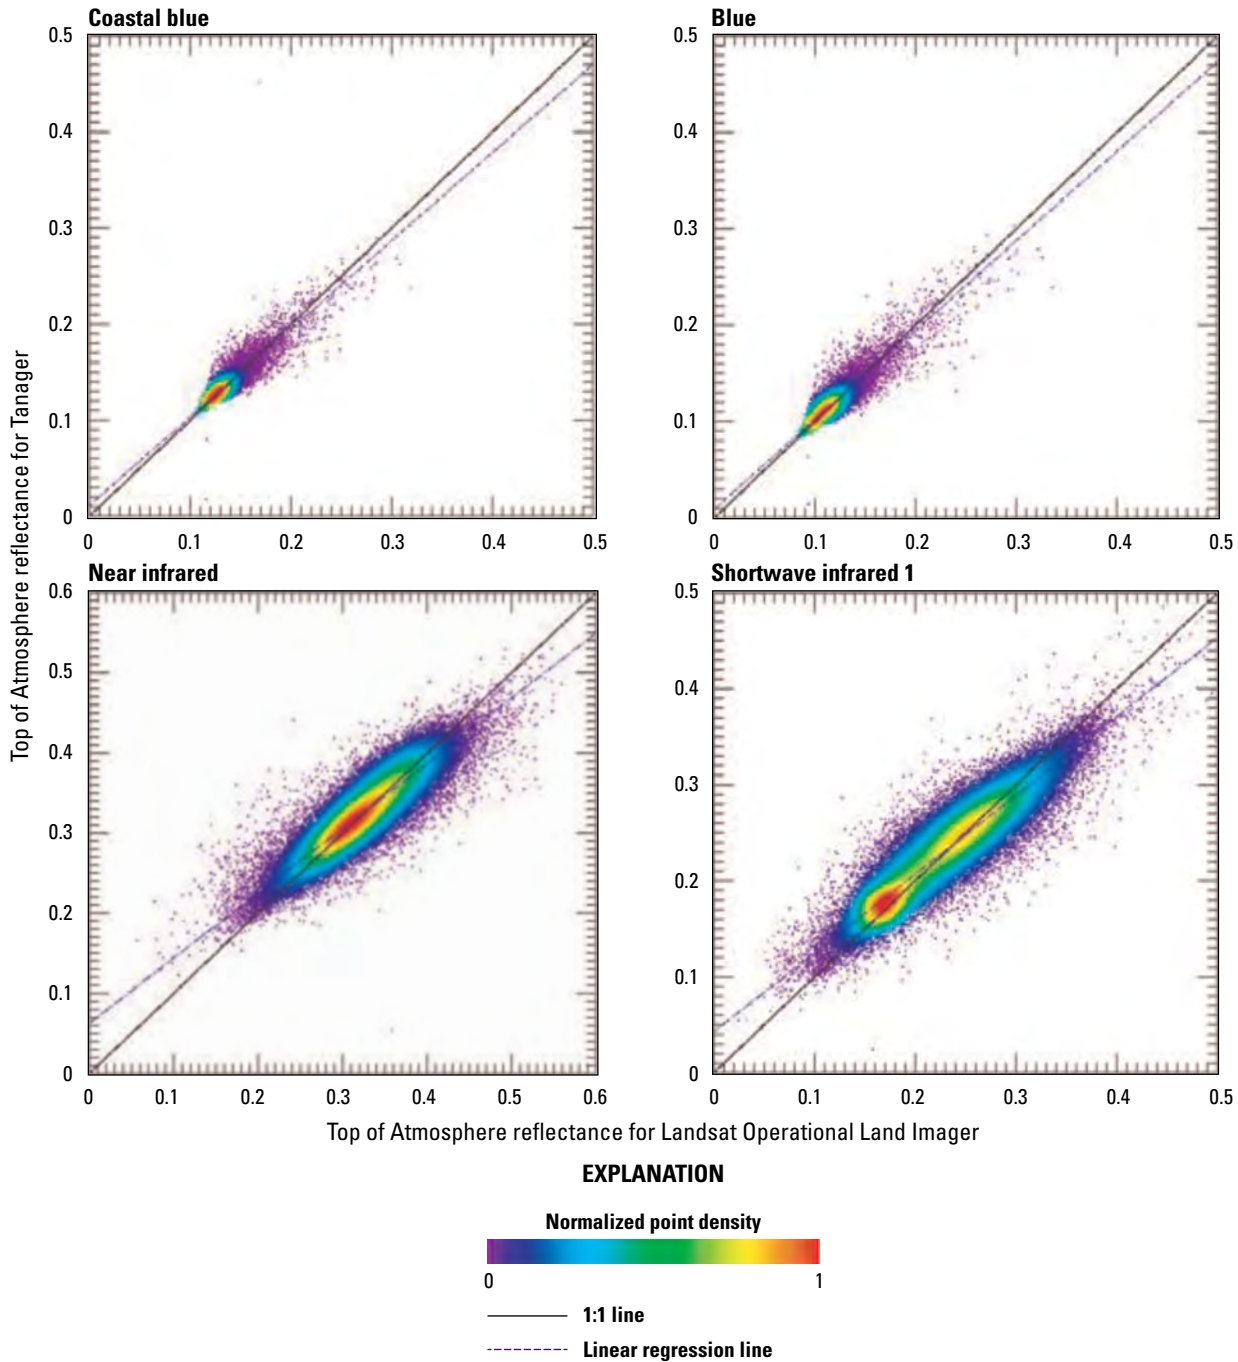 Coastal blue
Blue
0.5
0.4
0.3
0.2
0.1
0
0 0.1 0.2 0.3 0.4 0.5
0.5
0.4
0.3
0.2
0.1
0
0 0.1 0.2 0.3 0.4 0.5
Near infrared
Shortwave infrared 1
0.6
0.5
0.4
0.3
0.2
0.1
0
0 0.1 0.2 0.3 0.4 0.5 0.6
0.5
0.4
0.3
0.2
0.1
0
0 0.1 0.2 0.3 0.4 0.5
Top of Atmosphere reflectance for Tanager
Top of Atmosphere reflectance for Landsat Operational Land Imager
EXPLANATION
Normalized point density
0 1
1:1 line
Linear regression line